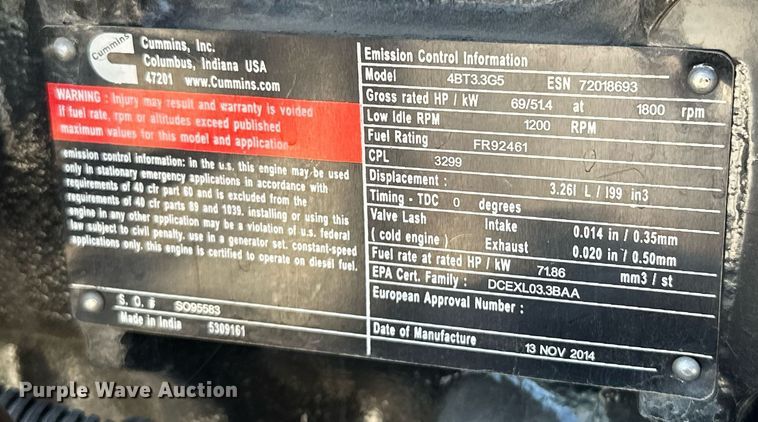 Cummins
Cummins, Inc.
Columbus, Indiana USA
47201 www.Cummins.com
WARNING : Injury may result and warranty is voided
if fuel rate, rpm or altitudes exceed published
maximum values for this model and application
emission control information: in the u.s. this engine may be used
only in stationary emergency applications in accordance with
requirements of 40 cfr part 60 and is excluded from the
requirements of 40 cfr parts 89 and 1039. installing or using this
engine in any other application may be a violation of u.s. federal
law subject to civil penalty. use in a generator set. constant-speed
applications only. this engine is certified to operate on diesel fuel.
S. O. # SO95583
Made in India 5309161
Emission Control Information
Model 4BT3.3G5 ESN 72018693
Gross rated HP / kW 69/51.4 at 1800 rpm
Low Idle RPM 1200 RPM
Fuel Rating FR92461
CPL 3299
Displacement : 3.261 L / 199 in3
Timing - TDC 0 degrees
Valve Lash Intake 0.014 in / 0.35mm
( cold engine ) Exhaust 0.020 in / 0.50mm
Fuel rate at rated HP / kW 71.86 mm3 / st
EPA Cert. Family : DCEXL03.3BAA
European Approval Number :
Date of Manufacture 13 NOV 2014
Purple Wave Auction